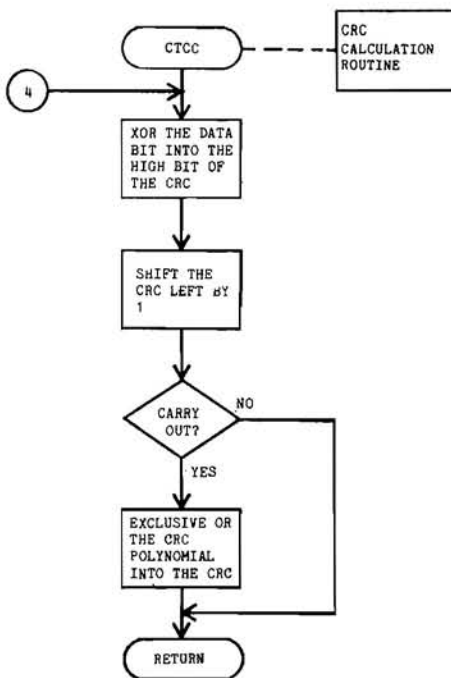 CTCC
CRC
CALCULATION
ROUTINE
4
XOR THE DATA
BIT INTO THE
HIGH BIT OF
THE CRC
SHIFT THE
CRC LEFT BY
1
CARRY
OUT?
NO
YES
EXCLUSIVE OR
THE CRC
POLYNOMIAL
INTO THE CRC
RETURN